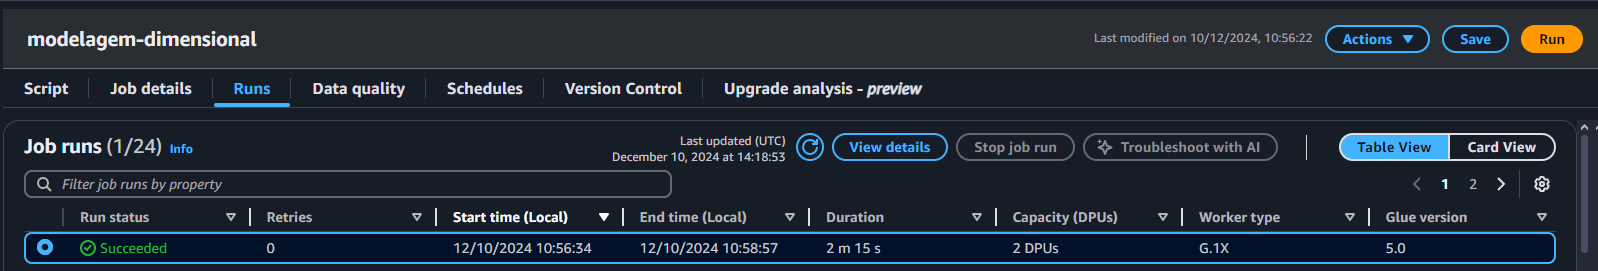 modelagem-dimensional
Last modified on 10/12/2024, 10:56:22
Actions
Save
Run
Script
Job details
Runs
Data quality
Schedules
Version Control
Upgrade analysis - preview
Job runs (1/24) Info
Last updated (UTC)
December 10, 2024 at 14:18:53
View details
Stop job run
Troubleshoot with AI
Table View
Card View
Filter job runs by property
1 2
Run status Retries Start time (Local) End time (Local) Duration Capacity (DPUs) Worker type Glue version
Succeeded 0 12/10/2024 10:56:34 12/10/2024 10:58:57 2 m 15 s 2 DPUs G.1X 5.0